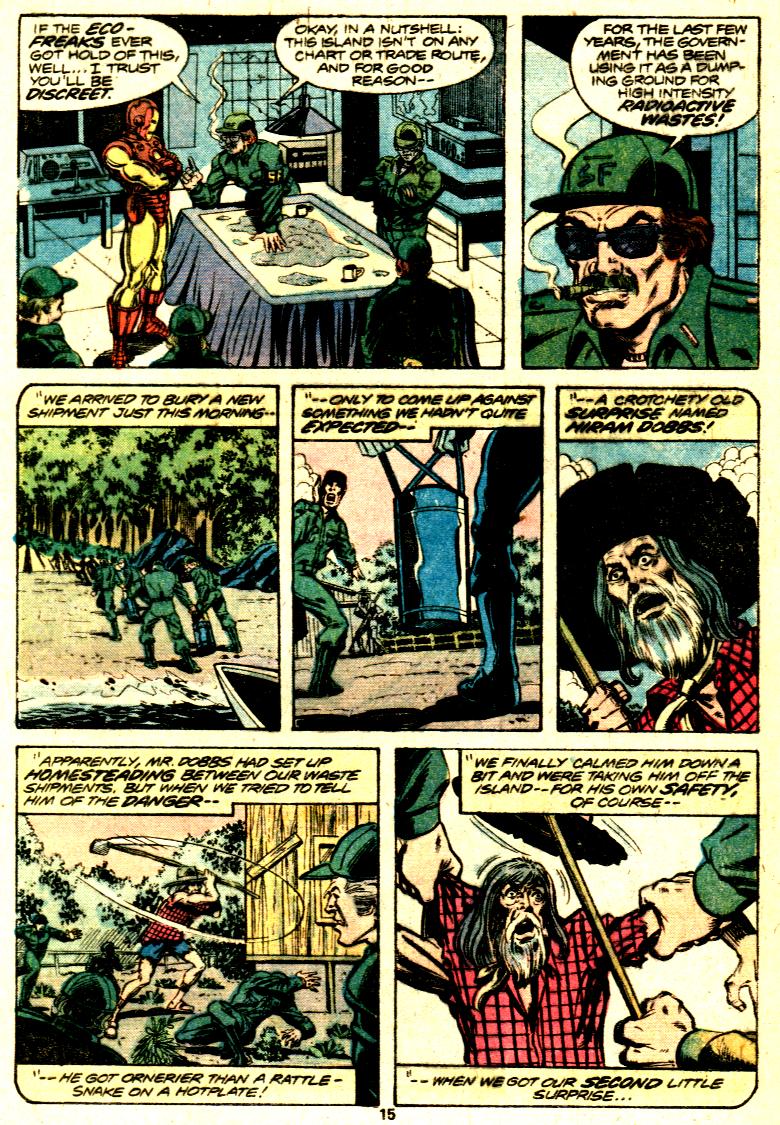 IF THE ECO-
FREAKS EVER
GOT HOLD OF THIS,
WELL... I TRUST
YOU'LL BE
DISCREET.
OKAY, IN A NUTSHELL:
THIS ISLAND ISN'T ON ANY
CHART OR TRADE ROUTE,
AND FOR GOOD
REASON--
SF
FOR THE LAST FEW
YEARS, THE GOVERN-
MENT HAS BEEN
USING IT AS A DUMP-
ING GROUND FOR
HIGH INTENSITY
RADIOACTIVE
WASTES!
SF
"WE ARRIVED TO BURY A NEW
SHIPMENT JUST THIS MORNING--
"--ONLY TO COME UP AGAINST
SOMETHING WE HADN'T QUITE
EXPECTED--
"--A CROTCHETY OLD
SURPRISE NAMED
HIRAM DOBBS!
"APPARENTLY, MR. DOBBS HAD SET UP
HOMESTEADING BETWEEN OUR WASTE
SHIPMENTS. BUT WHEN WE TRIED TO TELL
HIM OF THE DANGER--
"--HE GOT ORNERIER THAN A RATTLE-
SNAKE ON A HOTPLATE!
"WE FINALLY CALMED HIM DOWN A
BIT AND WERE TAKING HIM OFF THE
ISLAND--FOR HIS OWN SAFETY,
OF COURSE--
"--WHEN WE GOT OUR SECOND LITTLE
SURPRISE...
15